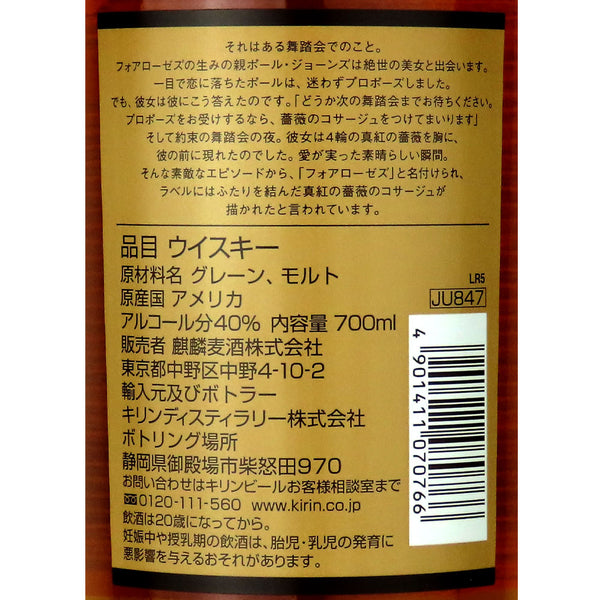 それはある舞踏会でのこと。
フォアローゼズの生みの親ポール・ジョーンズは絶世の美女と出会います。
一目で恋に落ちたポールは、迷わずプロポーズしました。
でも、彼女は彼にこう答えたのです。「どうか次の舞踏会までお待ちください。
プロポーズをお受けするなら、薔薇のコサージュをつけてまいります」
そして約束の舞踏会の夜。彼女は4輪の真紅の薔薇を胸に、
彼の前に現れたのでした。愛が実った素晴らしい瞬間。
そんな素敵なエピソードから、「フォアローゼズ」と名付けられ、
ラベルにはふたりを結んだ真紅の薔薇のコサージュが
描かれたと言われています。
品目 ウイスキー
原材料名 グレーン、モルト
原産国 アメリカ
アルコール分40% 内容量 700ml
販売者 麒麟麦酒株式会社
東京都中野区中野4-10-2
輸入元及びボトラー
キリンディスティラリー株式会社
ボトリング場所
静岡県御殿場市柴怒田970
お問い合わせはキリンビールお客様相談室まで
0120-111-560 www.kirin.co.jp
飲酒は20歳になってから。
妊娠中や授乳期の飲酒は、胎児・乳児の発育に
悪影響を与えるおそれがあります。
LR5
JU847
4901411070766